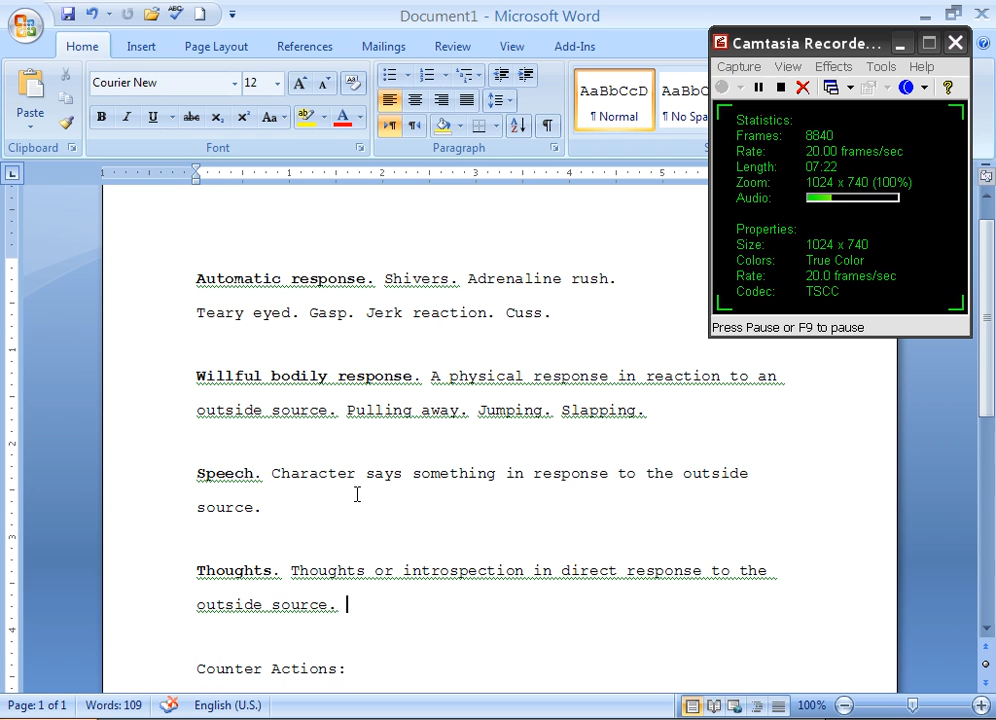 Document1 - Microsoft Word
Home Insert Page Layout References Mailings Review View Add-Ins
Paste
Clipboard
Courier New 12
B I U abc x₂ x² Aa
Font
Paragraph
AaBbCcD AaBbC
¶ Normal ¶ No Spa
Camtasia Recorde...
Capture View Effects Tools Help
Statistics:
Frames: 8840
Rate: 20.00 frames/sec
Length: 07:22
Zoom: 1024 x 740 (100%)
Audio:
Properties:
Size: 1024 x 740
Colors: True Color
Rate: 20.0 frames/sec
Codec: TSCC
Press Pause or F9 to pause
Automatic response. Shivers. Adrenaline rush.
Teary eyed. Gasp. Jerk reaction. Cuss.
Willful bodily response. A physical response in reaction to an
outside source. Pulling away. Jumping. Slapping.
Speech. Character says something in response to the outside
source.
Thoughts. Thoughts or introspection in direct response to the
outside source.
Counter Actions:
Page: 1 of 1 Words: 109 English (U.S.) 100%